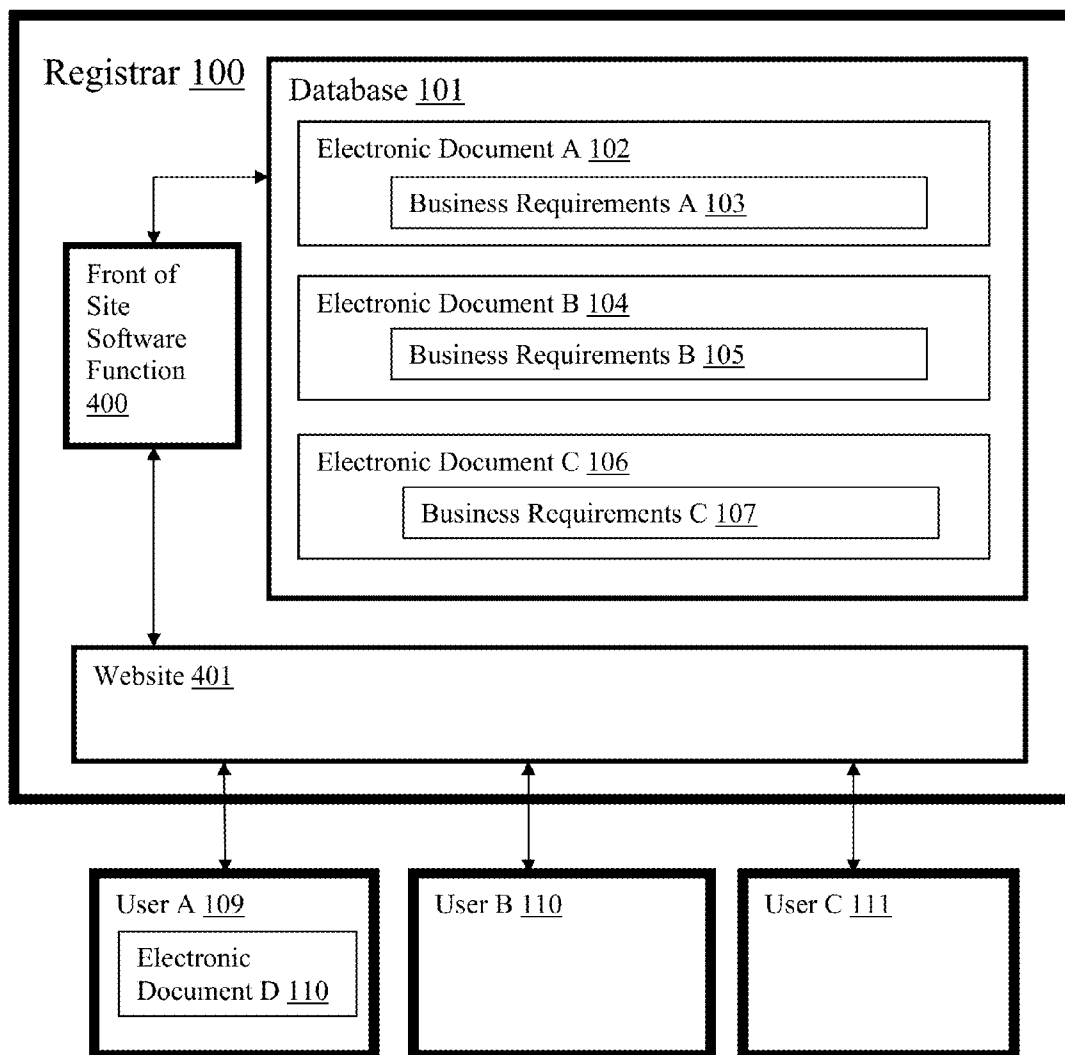 Registrar 100
Database 101
Electronic Document A 102
Business Requirements A 103
Front of
Site
Software
Function
400
Electronic Document B 104
Business Requirements B 105
Electronic Document C 106
Business Requirements C 107
Website 401
User A 109
Electronic
Document D 110
User B 110
User C 111